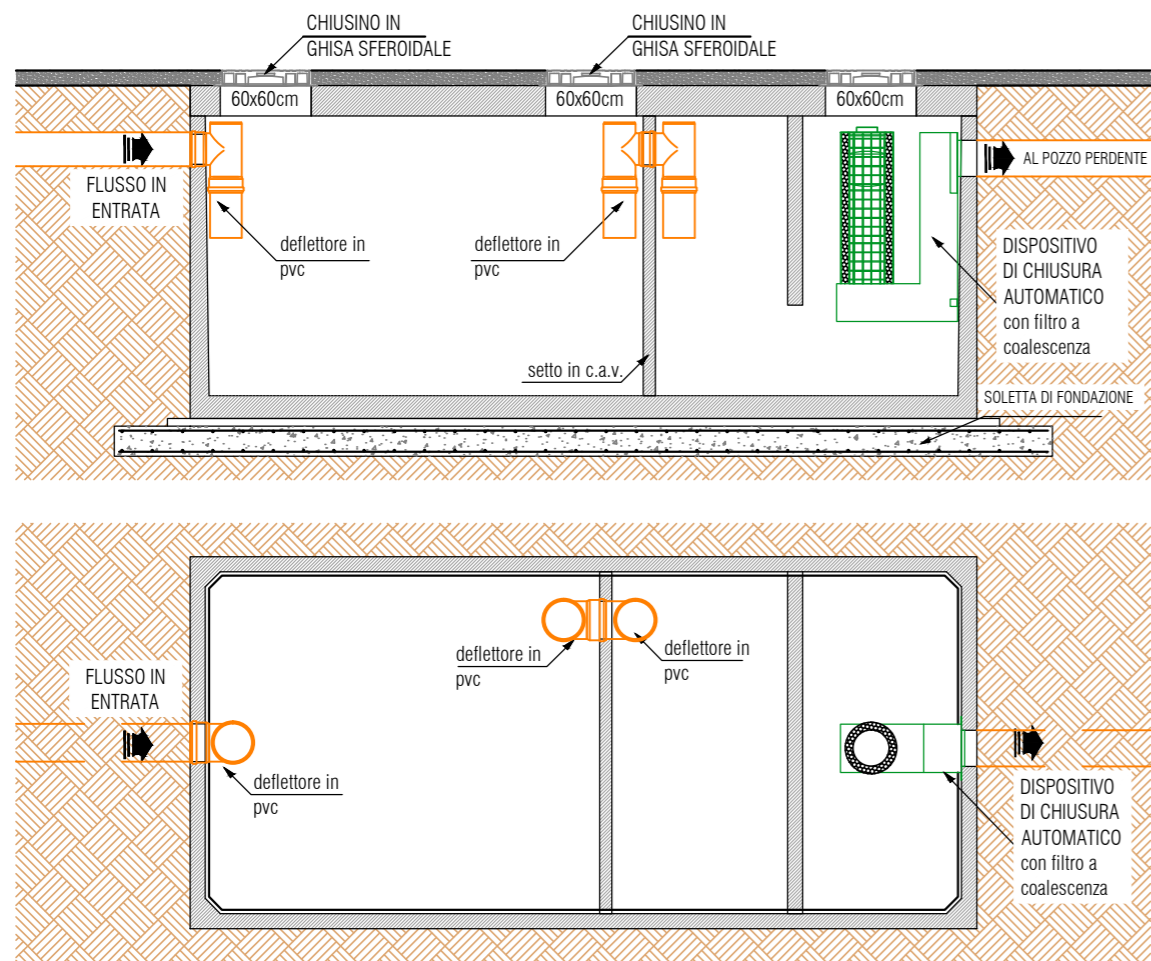 CHIUSINO IN
GHISA SFEROIDALE
CHIUSINO IN
GHISA SFEROIDALE
60x60cm
60x60cm
60x60cm
FLUSSO IN
ENTRATA
AL POZZO PERDENTE
deflettore in
pvc
deflettore in
pvc
DISPOSITIVO
DI CHIUSURA
AUTOMATICO
con filtro a
coalescenza
setto in c.a.v.
SOLETTA DI FONDAZIONE
FLUSSO IN
ENTRATA
deflettore in
pvc
deflettore in
pvc
deflettore in
pvc
DISPOSITIVO
DI CHIUSURA
AUTOMATICO
con filtro a
coalescenza